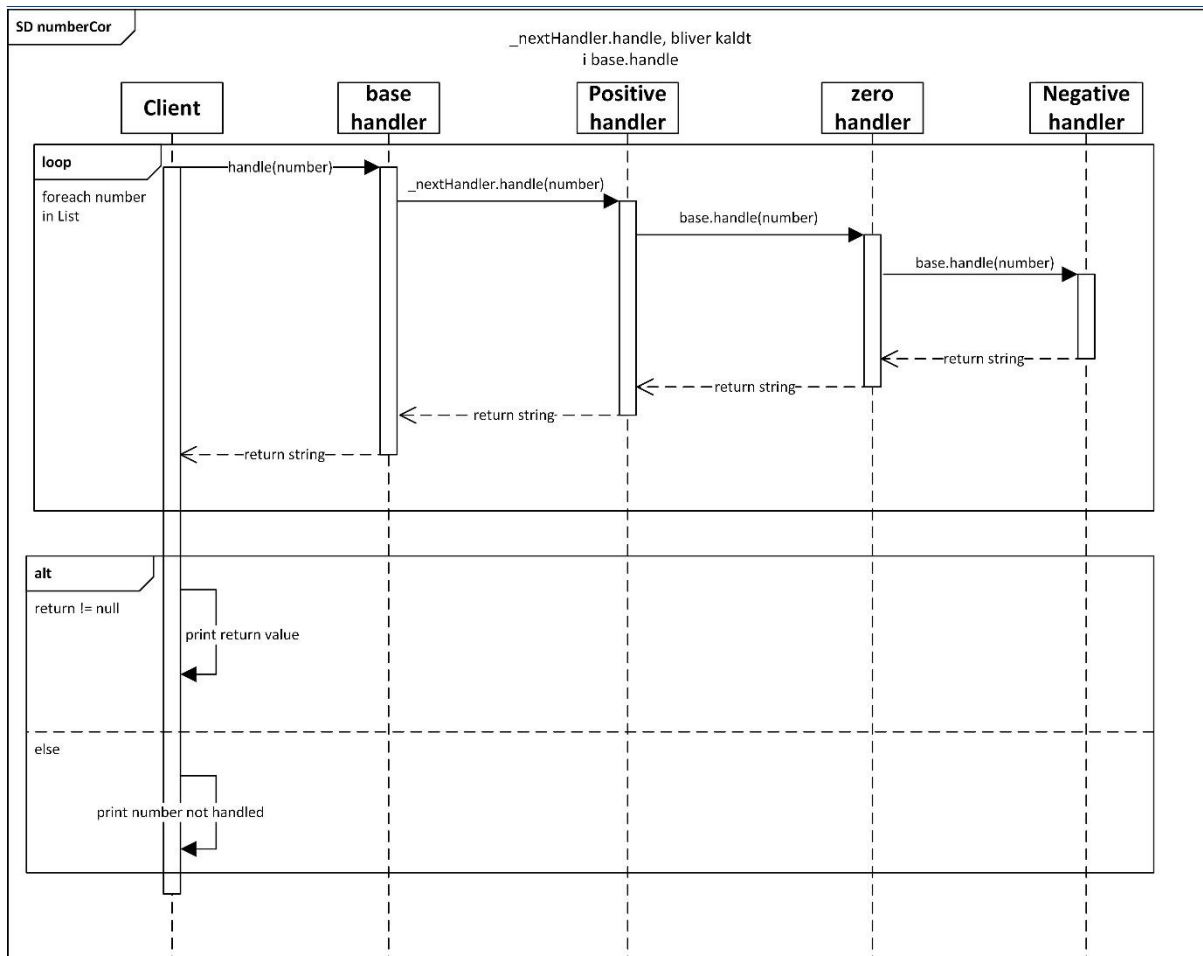 SD numberCor
_nextHandler.handle, bliver kaldt
i base.handle
Client
base
handler
Positive
handler
zero
handler
Negative
handler
loop
foreach number
in List
handle(number)
_nextHandler.handle(number)
base.handle(number)
base.handle(number)
return string
return string
return string
return string
alt
return != null
print return value
else
print number not handled